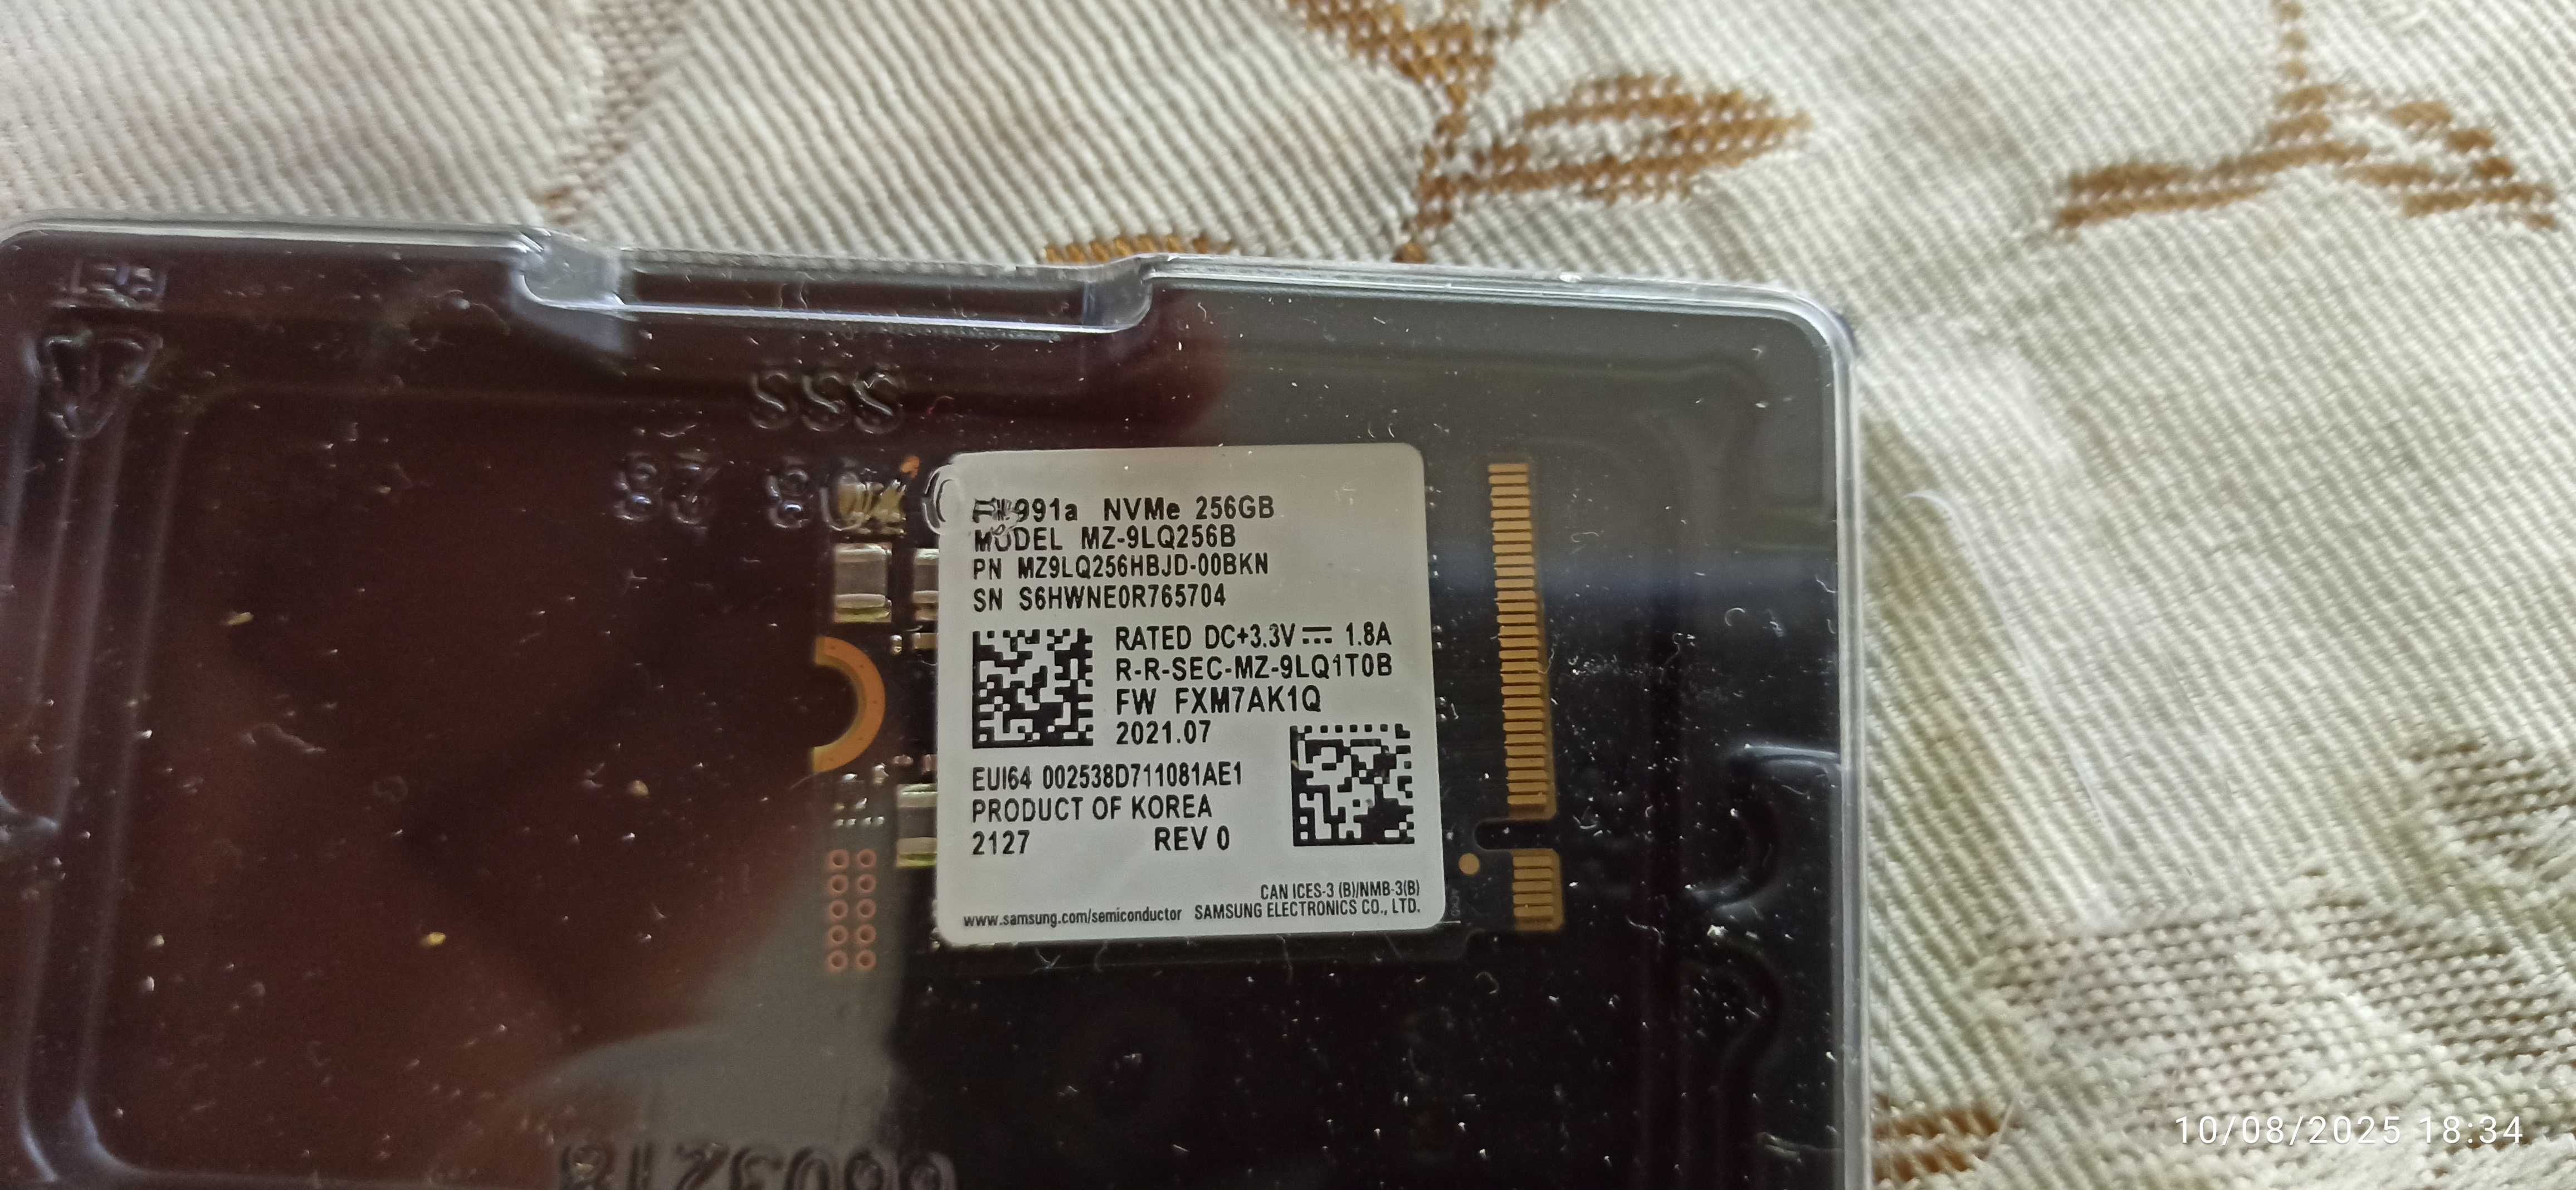 SSS
991a NVMe 256GB
MODEL MZ-9LQ256B
PN MZ9LQ256HBJD-00BKN
SN S6HWNE0R765704
RATED DC+3.3V ⎓ 1.8A
R-R-SEC-MZ-9LQ1T0B
FW FXM7AK1Q
2021.07
EUI64 002538D711081AE1
PRODUCT OF KOREA
2127 REV 0
CAN ICES-3 (B)/NMB-3(B)
www.samsung.com/semiconductor SAMSUNG ELECTRONICS CO., LTD.
10/08/2025 18:34